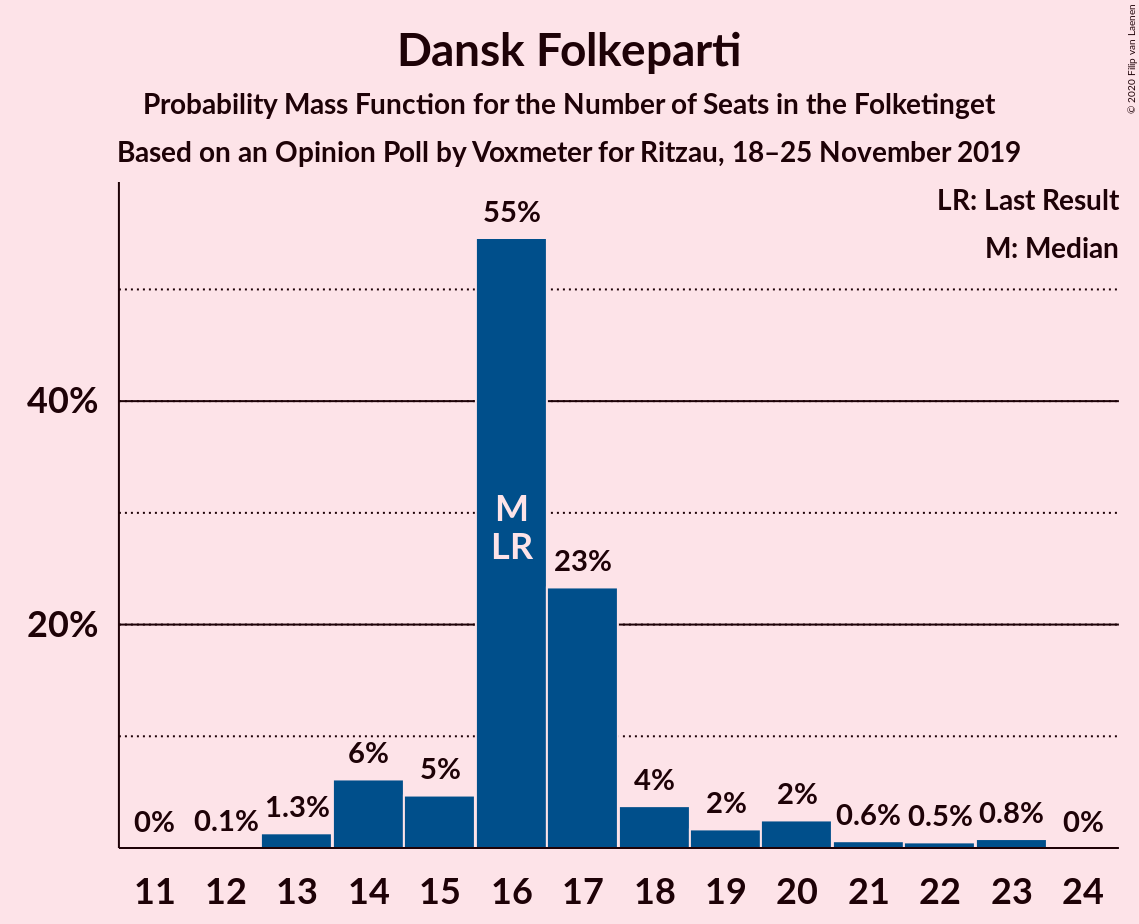 Dansk Folkeparti
Probability Mass Function for the Number of Seats in the Folketinget
Based on an Opinion Poll by Voxmeter for Ritzau, 18–25 November 2019
© 2020 Filip van Laenen
LR: Last Result
M: Median
40%
20%
0%
0.1%
1.3%
6%
5%
55%
M
LR
23%
4%
2%
2%
0.6%
0.5%
0.8%
0%
11 12 13 14 15 16 17 18 19 20 21 22 23 24